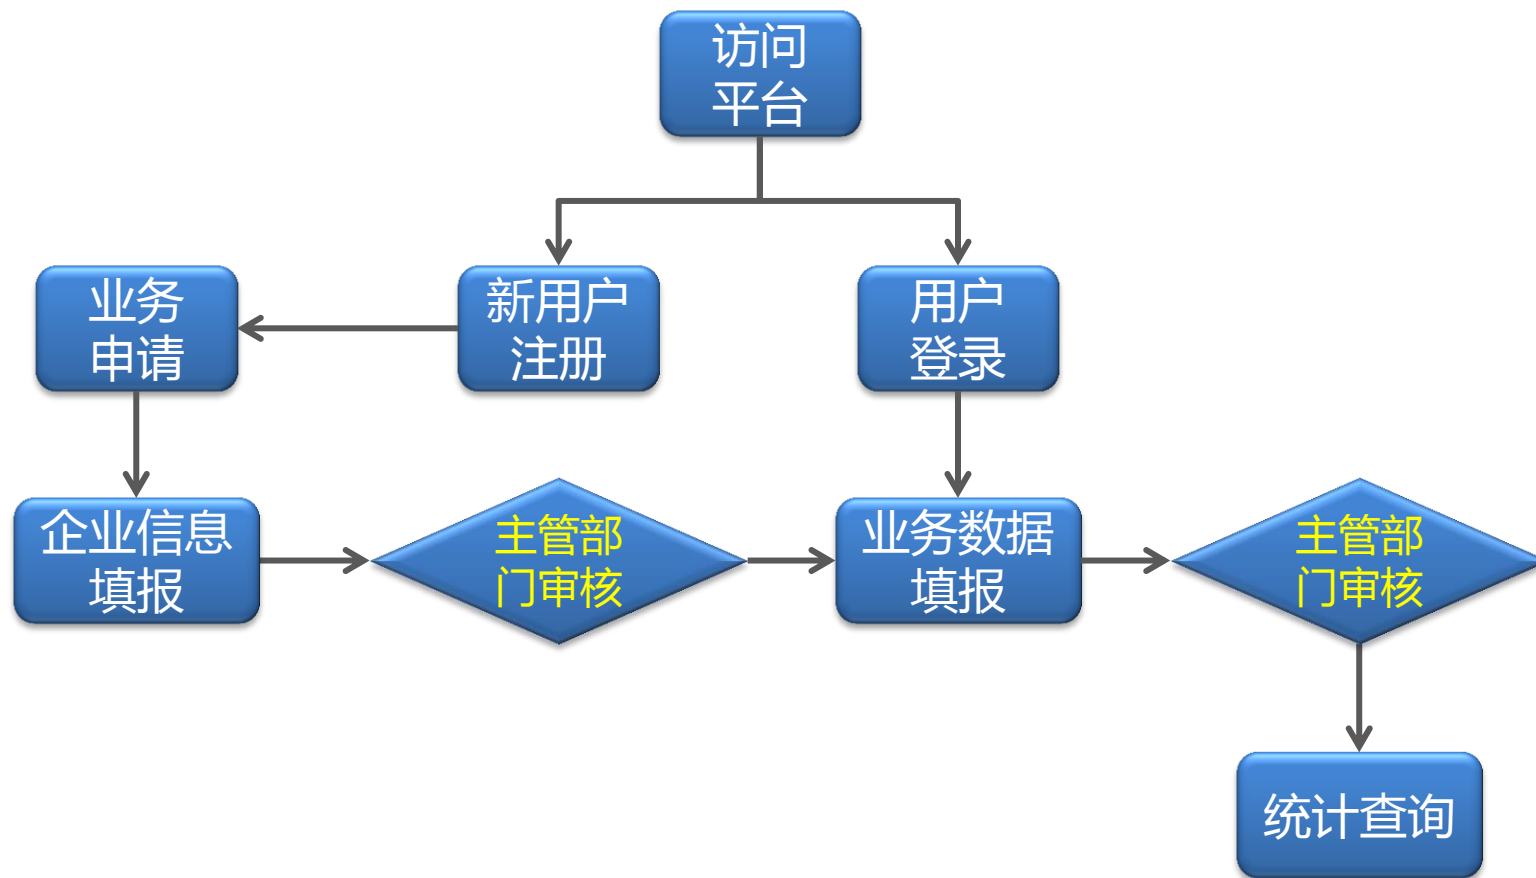 访问
平台
业务
申请
新用户
注册
用户
登录
企业信息
填报
主管部
门审核
业务数据
填报
主管部
门审核
统计查询